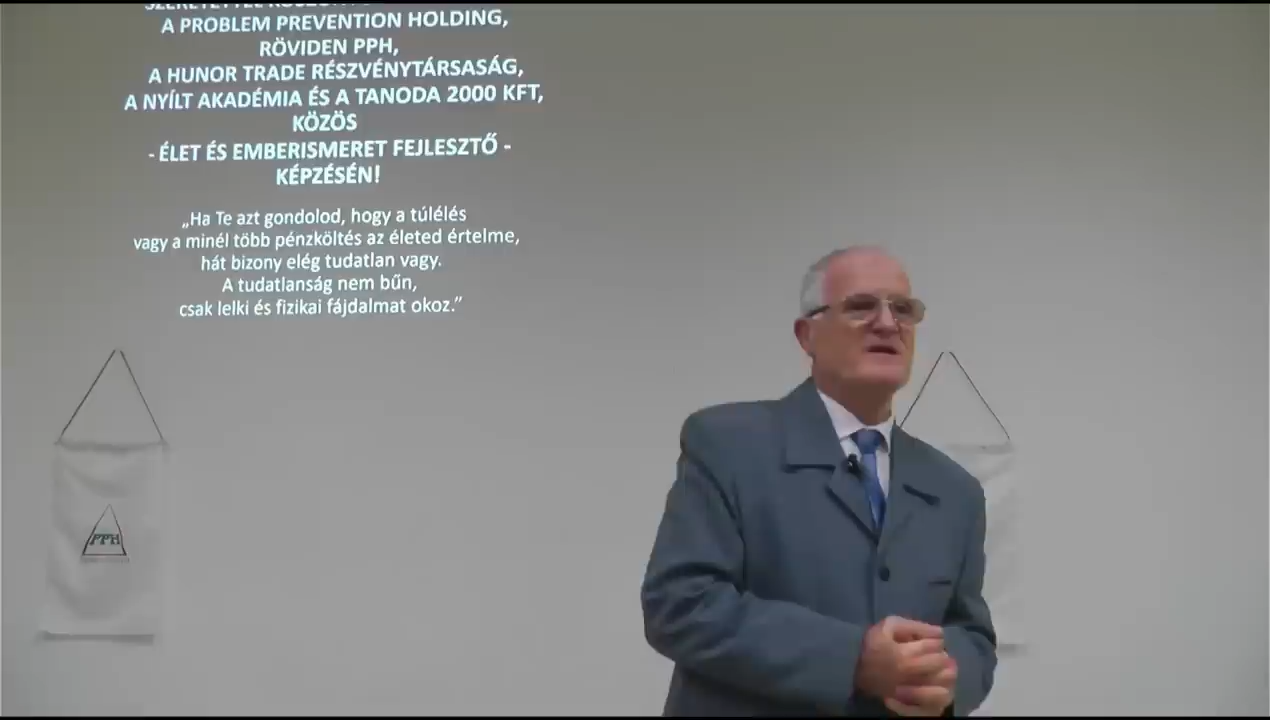 A PROBLEM PREVENTION HOLDING,
RÖVIDEN PPH,
A HUNOR TRADE RÉSZVÉNYTÁRSASÁG,
A NYÍLT AKADÉMIA ÉS A TANODA 2000 KFT,
KÖZÖS
- ÉLET ÉS EMBERISMERET FEJLESZTŐ -
KÉPZÉSÉN!
„Ha Te azt gondolod, hogy a túlélés
vagy a minél több pénzköltés az életed értelme,
hát bizony elég tudatlan vagy.
A tudatlanság nem bűn,
csak lelki és fizikai fájdalmat okoz.”
PPH